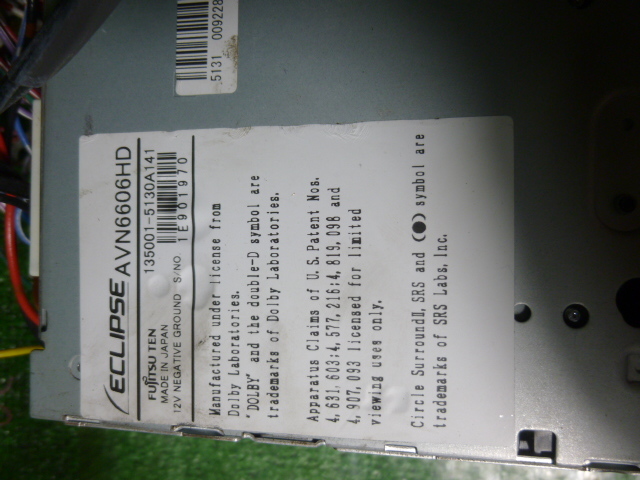 5131 009228
ECLIPSE AVN6606HD
FUJITSU TEN 135001-5130A141
MADE IN JAPAN
12V NEGATIVE GROUND S/NO. 1E901970
Manufactured under license from
Dolby Laboratories.
"DOLBY" and the double-D symbol are
trademarks of Dolby Laboratories.
Apparatus Claims of U.S.Patent Nos.
4,631,603;4,577,216;4,819,098 and
4,907,093 licensed for limited
viewing uses only.
Circle SurroundⅡ, SRS and (●) symbol are
trademarks of SRS Labs, Inc.